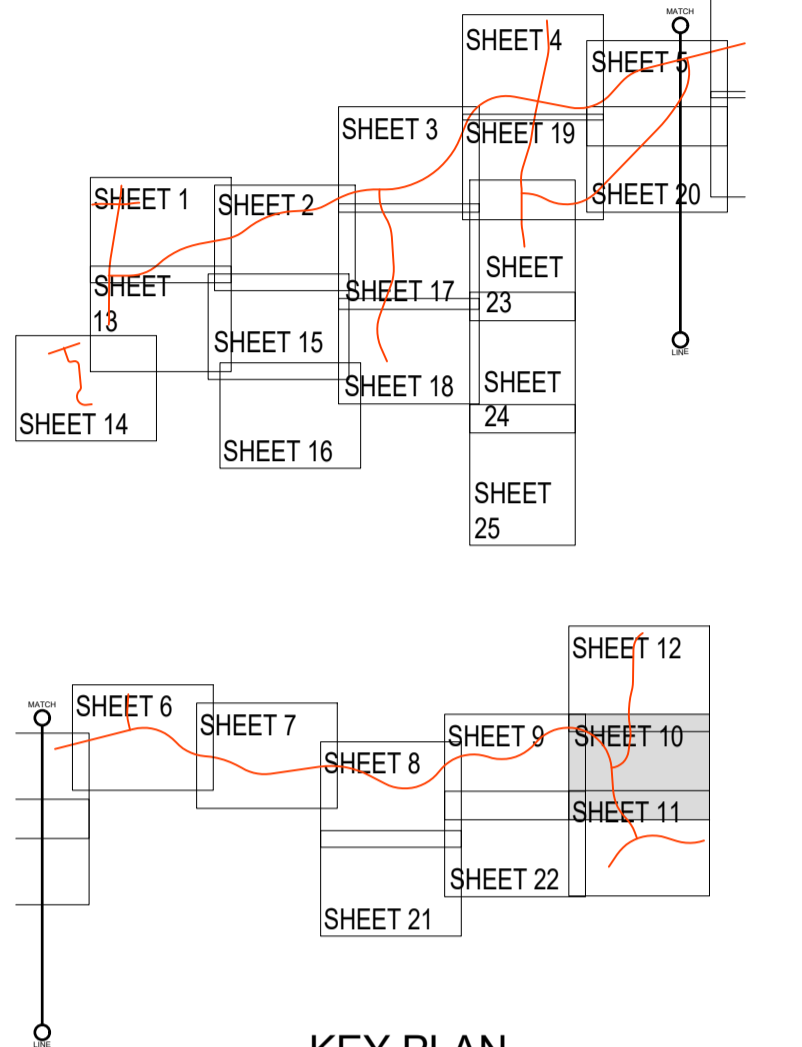 MATCH
SHEET 4
SHEET 5
SHEET 3
SHEET 19
SHEET 1
SHEET 2
SHEET 20
SHEET
23
SHEET
13
SHEET 17
SHEET 15
LINE
SHEET 18
SHEET
24
SHEET 14
SHEET 16
SHEET
25
SHEET 12
MATCH
SHEET 6
SHEET 7
SHEET 9
SHEET 10
SHEET 8
SHEET 11
SHEET 22
SHEET 21
LINE
KEY PLAN